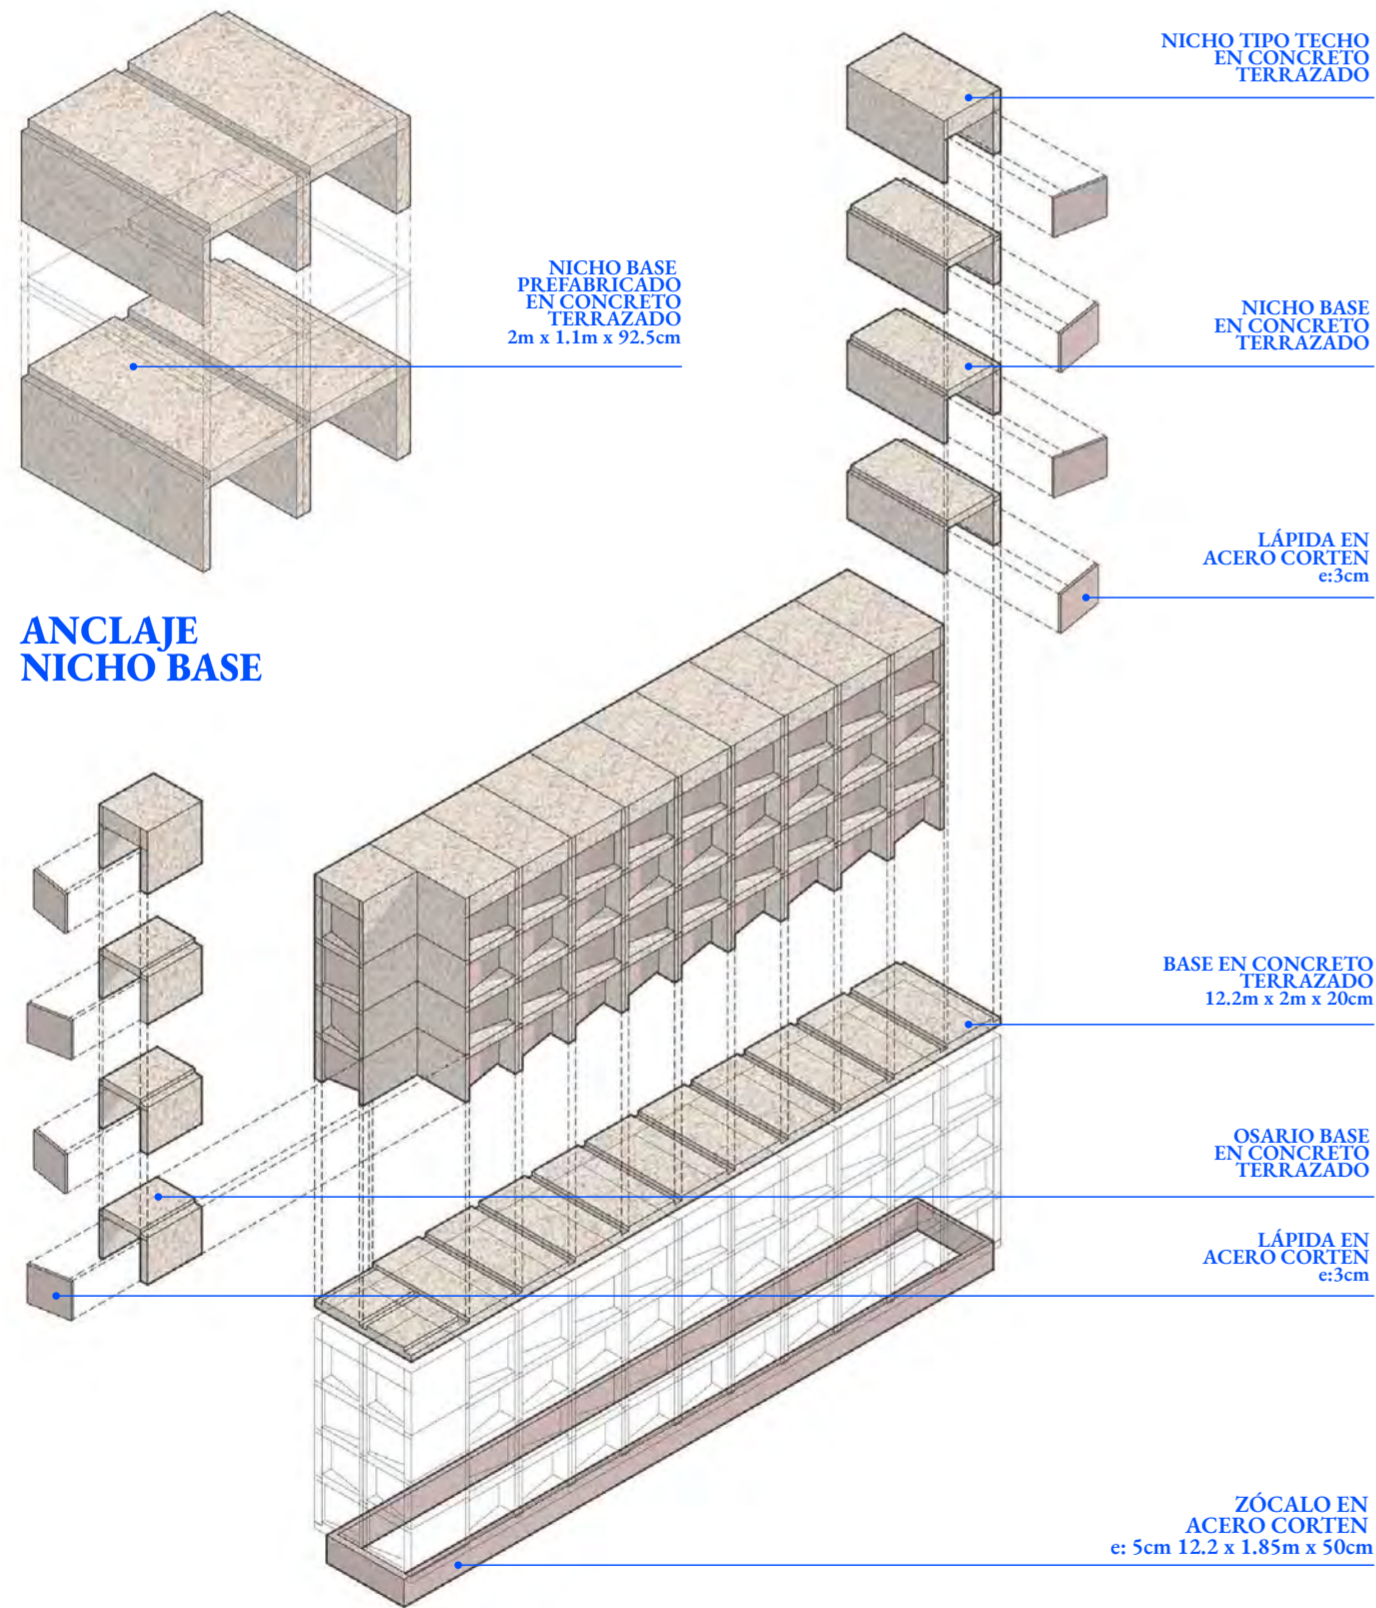 NICHO TIPO TECHO
EN CONCRETO
TERRAZADO
NICHO BASE
PREFABRICADO
EN CONCRETO
TERRAZADO
2m x 1.1m x 92.5cm
NICHO BASE
EN CONCRETO
TERRAZADO
LÁPIDA EN
ACERO CORTEN
e:3cm
ANCLAJE
NICHO BASE
BASE EN CONCRETO
TERRAZADO
12.2m x 2m x 20cm
OSARIO BASE
EN CONCRETO
TERRAZADO
LÁPIDA EN
ACERO CORTEN
e:3cm
ZÓCALO EN
ACERO CORTEN
e: 5cm 12.2 x 1.85m x 50cm